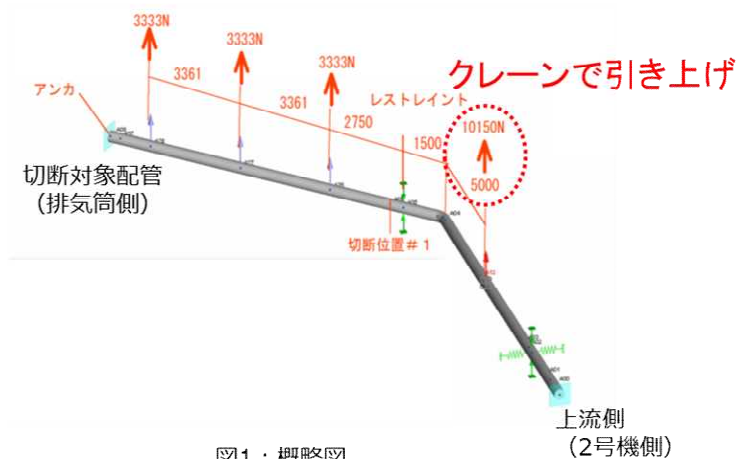 3333N
3333N
3333N
3361
3361
2750
1500
クレーンで引き上げ
アンカ
レストレイント
10150N
5000
切断対象配管
(排気筒側)
切断位置#1
A04
上流側
(2号機側)
図1：概略図